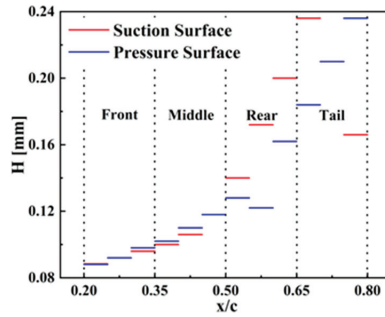 0.24
0.20
0.16
0.12
0.08
H [mm]
Suction Surface
Pressure Surface
Front
Middle
Rear
Tail
0.20
0.35
0.50
0.65
0.80
x/c